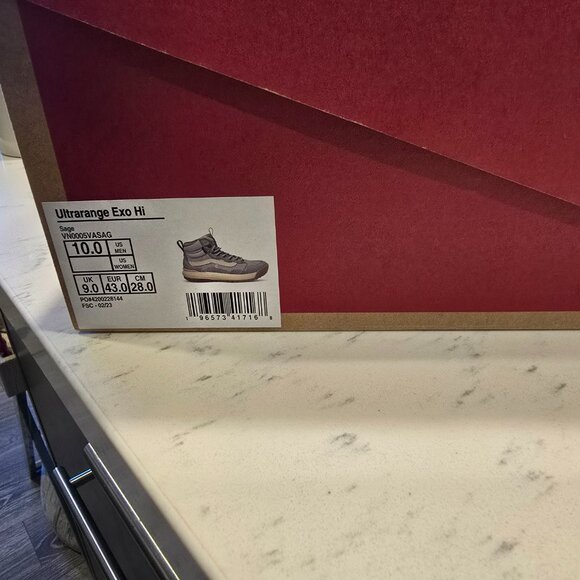 Ultrarange Exo Hi
Sage
VN0005VASAG
10.0 US MEN
US WOMEN
UK EUR CM
9.0 43.0 28.0
PO#4200228144
FSC - 02/23
1 96573 41716 8